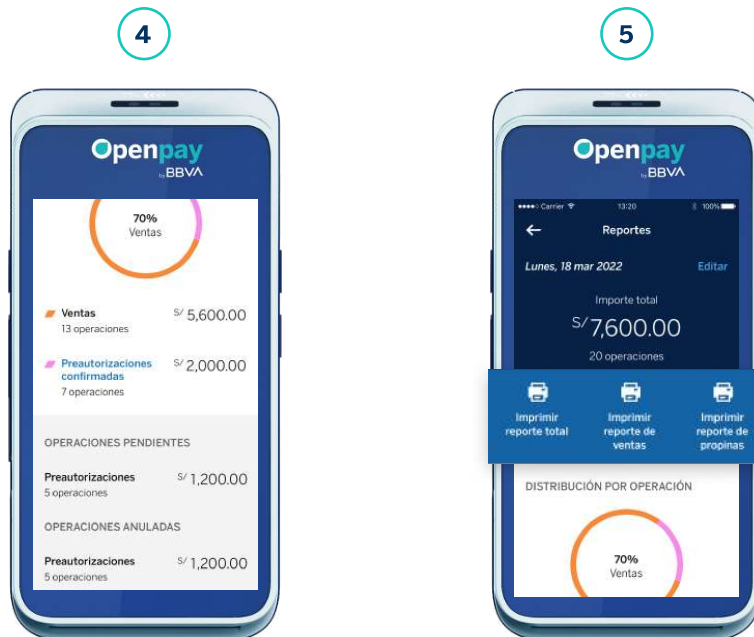 4
Openpay
by BBVA
70%
Ventas
Ventas
S/ 5,600.00
13 operaciones
Preautorizaciones
confirmadas
S/ 2,000.00
7 operaciones
OPERACIONES PENDIENTES
Preautorizaciones
S/ 1,200.00
5 operaciones
OPERACIONES ANULADAS
Preautorizaciones
S/ 1,200.00
5 operaciones
5
Openpay
by BBVA
Carrier
13:20
100%
Reportes
Lunes, 18 mar 2022
Editar
Importe total
S/ 7,600.00
20 operaciones
Imprimir
reporte total
Imprimir
reporte de
ventas
Imprimir
reporte de
propinas
DISTRIBUCIÓN POR OPERACIÓN
70%
Ventas